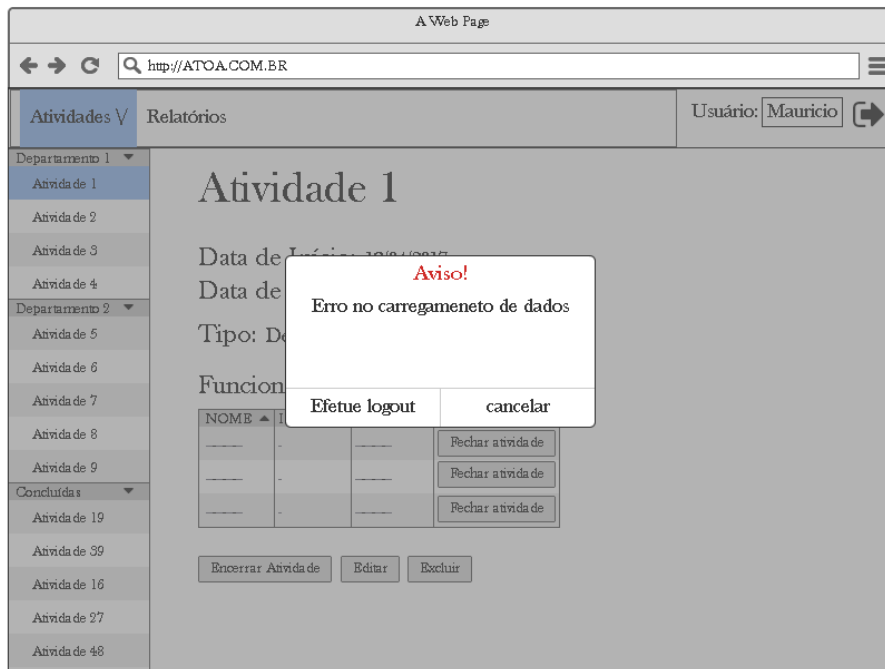 A Web Page
http://ATOA.COM.BR
Atividades V Relatórios
Usuário: Mauricio
Departamento 1
Atividade 1
Atividade 2
Atividade 3
Atividade 4
Departamento 2
Atividade 5
Atividade 6
Atividade 7
Atividade 8
Atividade 9
Concluídas
Atividade 19
Atividade 39
Atividade 16
Atividade 27
Atividade 48
Atividade 1
Data de Início:
Data de
Tipo:
Aviso!
Erro no carregameneto de dados
Efetue logout cancelar
NOME
Fechar atividade
Fechar atividade
Fechar atividade
Encerrar Atividade Editar Excluir